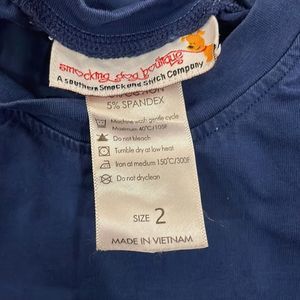 smocking dog boutique
A Southern Smock and Stitch Company
5% SPANDEX
Machine wash gentle cycle
Maximum 40°C/105F
Do not bleach
Tumble dry at low heat
Iron at medium 150°C/300F
Do not dryclean
SIZE 2
MADE IN VIETNAM